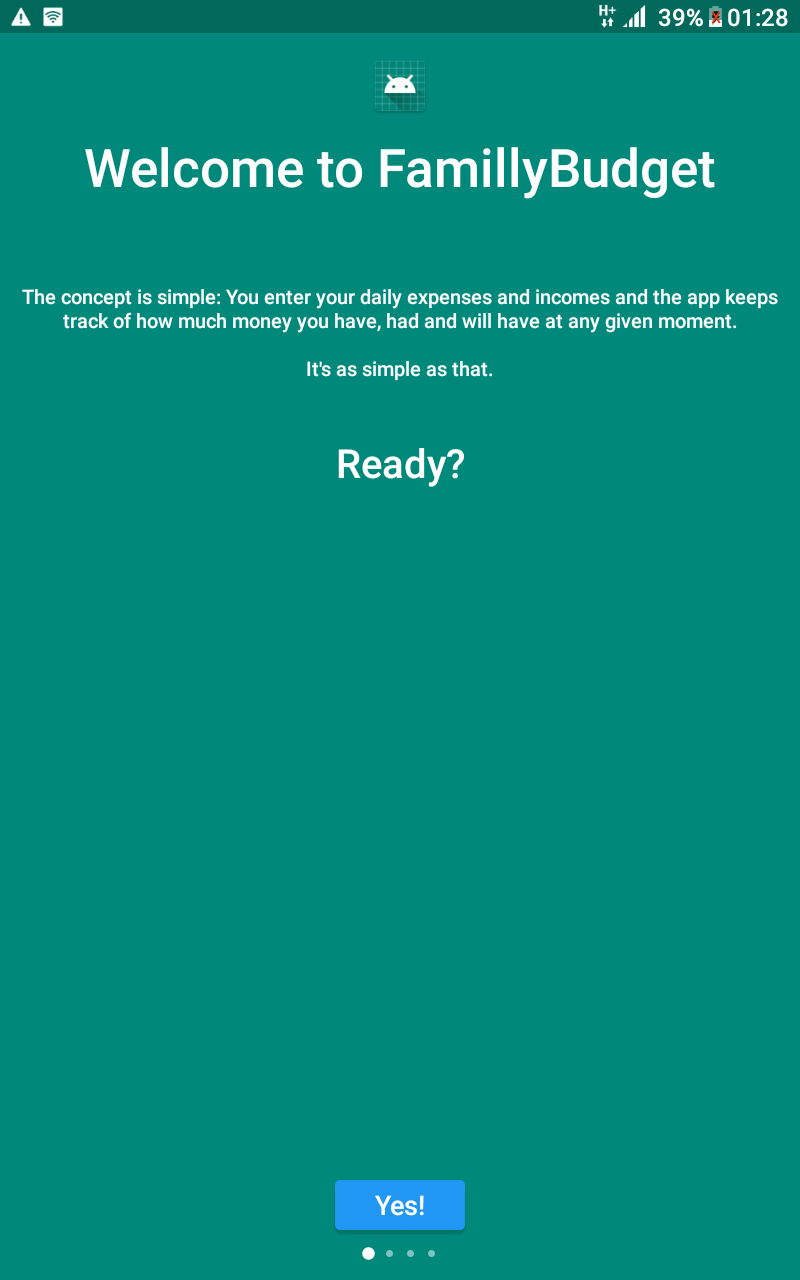 H+ 39% 01:28
Welcome to FamillyBudget
The concept is simple: You enter your daily expenses and incomes and the app keeps
track of how much money you have, had and will have at any given moment.
It's as simple as that.
Ready?
Yes!